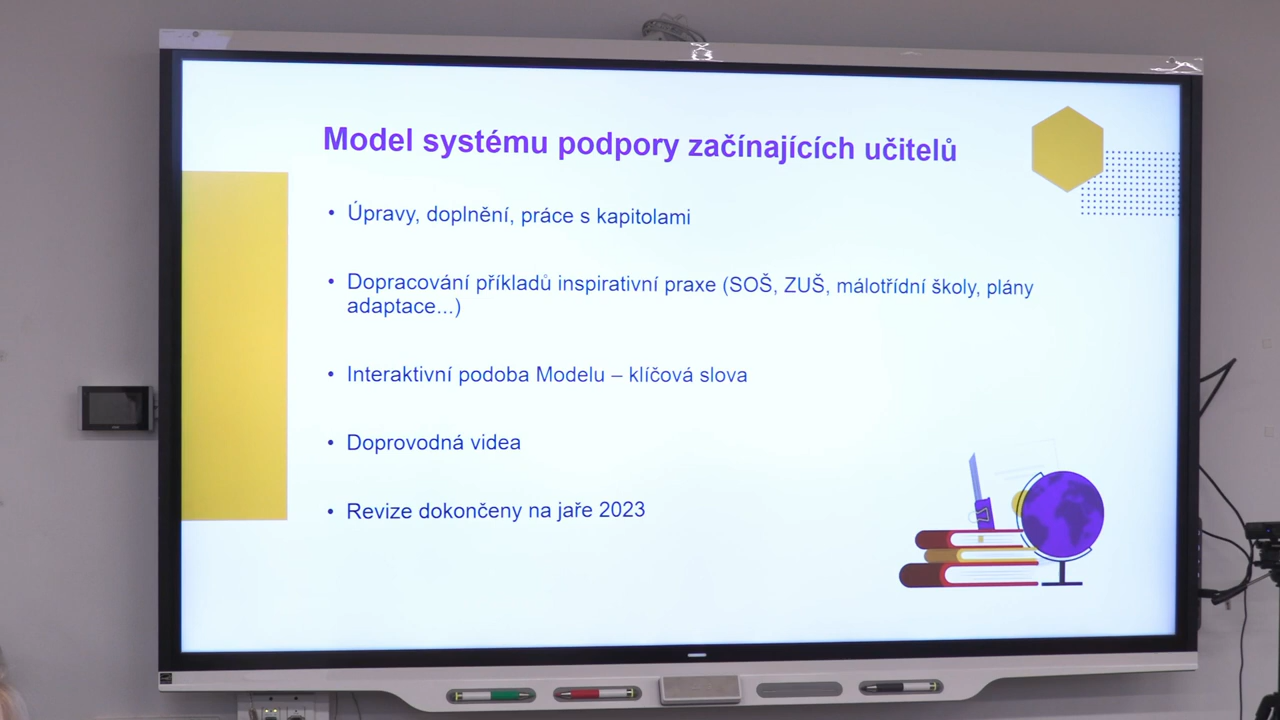 Model systému podpory začínajících učitelů
• Úpravy, doplnění, práce s kapitolami
• Dopracování příkladů inspirativní praxe (SOŠ, ZUŠ, málotřídní školy, plány
adaptace...)
• Interaktivní podoba Modelu – klíčová slova
• Doprovodná videa
• Revize dokončeny na jaře 2023